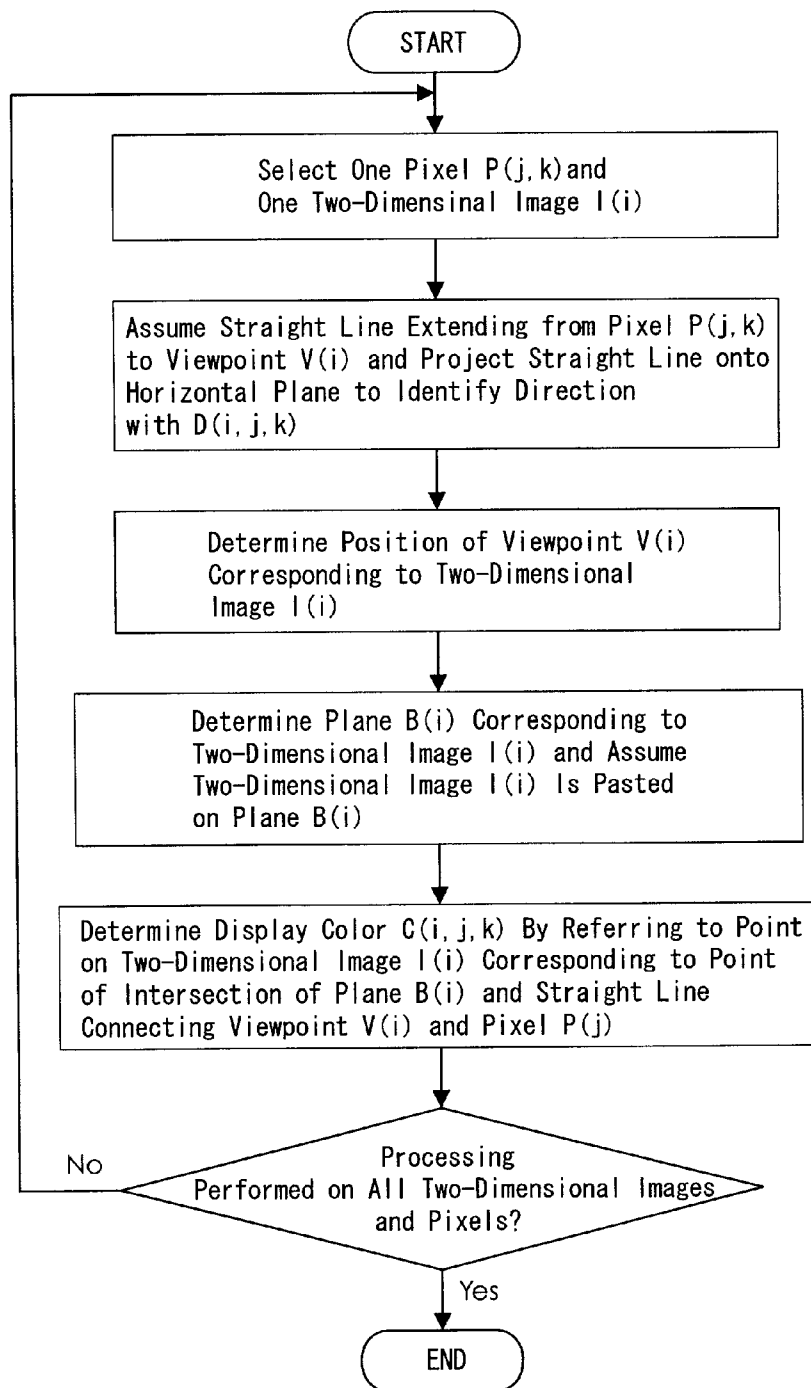 START
Select One Pixel P(j,k)and
One Two-Dimensinal Image I(i)
Assume Straight Line Extending from Pixel P(j,k)
to Viewpoint V(i) and Project Straight Line onto
Horizontal Plane to Identify Direction
with D(i,j,k)
Determine Position of Viewpoint V(i)
Corresponding to Two-Dimensional
Image I(i)
Determine Plane B(i) Corresponding to
Two-Dimensional Image I(i) and Assume
Two-Dimensional Image I(i) Is Pasted
on Plane B(i)
Determine Display Color C(i,j,k) By Referring to Point
on Two-Dimensional Image I(i) Corresponding to Point
of Intersection of Plane B(i) and Straight Line
Connecting Viewpoint V(i) and Pixel P(j)
No
Processing
Performed on All Two-Dimensional Images
and Pixels?
Yes
END